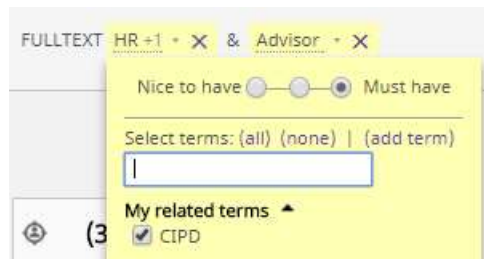 FULLTEXT HR +1 × & Advisor ×
Nice to have Must have
Select terms: (all) (none) | (add term)
My related terms
(3
CIPD